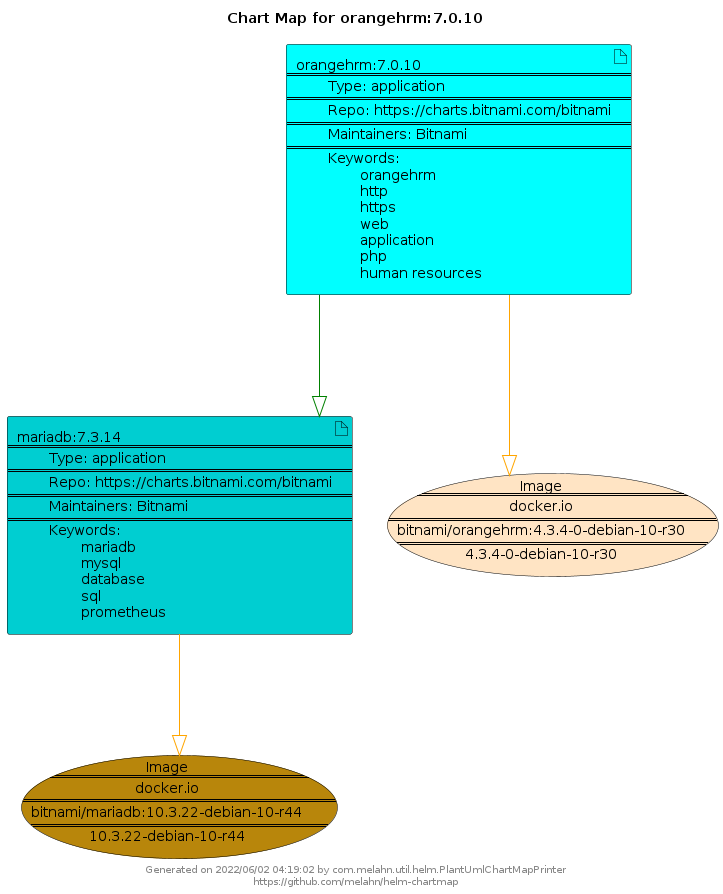 Chart Map for orangehrm:7.0.10
orangehrm:7.0.10
Type: application
Repo: https://charts.bitnami.com/bitnami
Maintainers: Bitnami
Keywords:
orangehrm
http
https
web
application
php
human resources
mariadb:7.3.14
Type: application
Repo: https://charts.bitnami.com/bitnami
Maintainers: Bitnami
Keywords:
mariadb
mysql
database
sql
prometheus
Image
docker.io
bitnami/orangehrm:4.3.4-0-debian-10-r30
4.3.4-0-debian-10-r30
Image
docker.io
bitnami/mariadb:10.3.22-debian-10-r44
10.3.22-debian-10-r44
Generated on 2022/06/02 04:19:02 by com.melahn.util.helm.PlantUmlChartMapPrinter
https://github.com/melahn/helm-chartmap